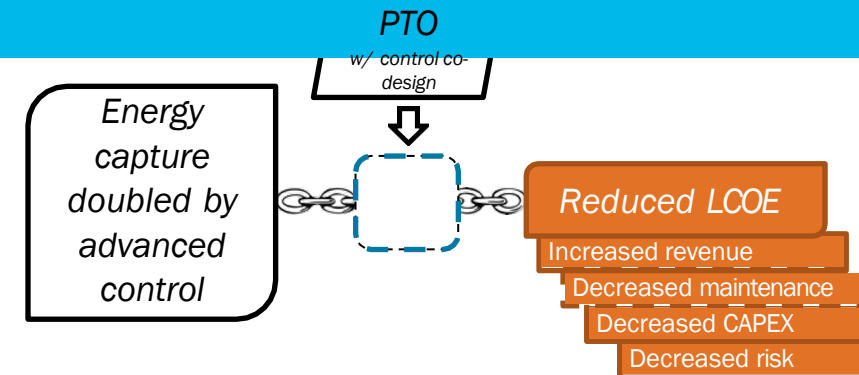 PTO
w/ control co-
design
Energy
capture
doubled by
advanced
control
Reduced LCOE
Increased revenue
Decreased maintenance
Decreased CAPEX
Decreased risk